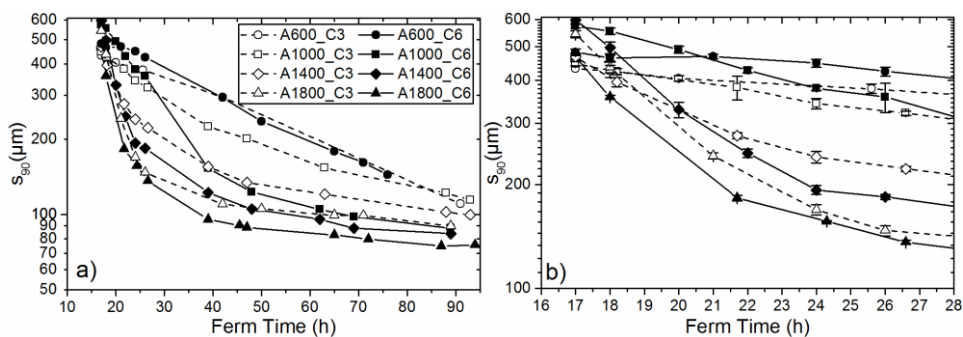 600
500
400
300
200
100
90
80
70
60
50
s90(μm)
A600_C3 A600_C6
A1000_C3 A1000_C6
A1400_C3 A1400_C6
A1800_C3 A1800_C6
a)
10 20 30 40 50 60 70 80 90
Ferm Time (h)
600
500
400
300
200
100
s90(μm)
b)
16 17 18 19 20 21 22 23 24 25 26 27 28
Ferm Time (h)